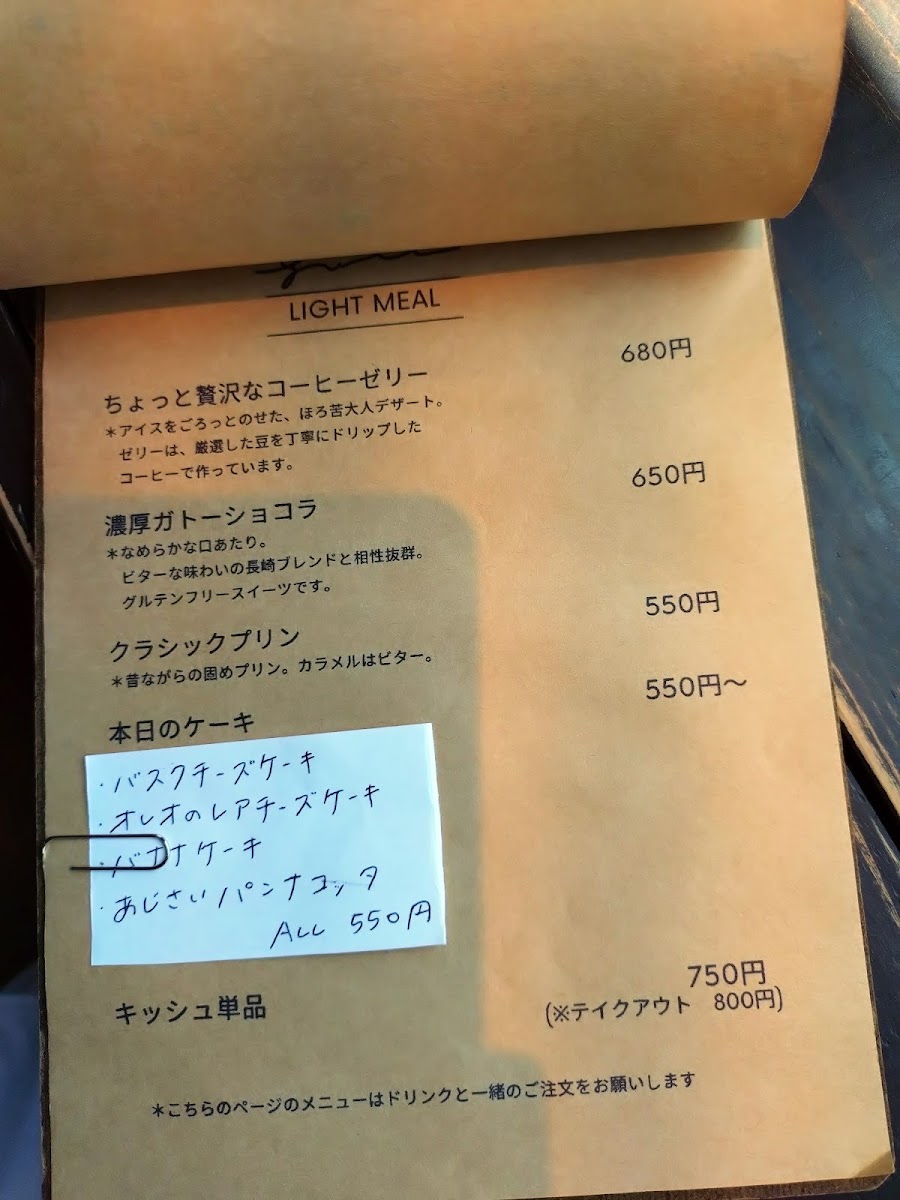 LIGHT MEAL
ちょっと贅沢なコーヒーゼリー 680円
＊アイスをごろっとのせた、ほろ苦大人デザート。
ゼリーは、厳選した豆を丁寧にドリップした
コーヒーで作っています。
濃厚ガトーショコラ 650円
＊なめらかな口あたり。
ビターな味わいの長崎ブレンドと相性抜群。
グルテンフリースイーツです。
クラシックプリン 550円
＊昔ながらの固めプリン。カラメルはビター。
本日のケーキ 550円〜
・バスクチーズケーキ
・オレオのレアチーズケーキ
・バナナケーキ
・あじさいパンナコッタ
ALL 550円
キッシュ単品 750円
(※テイクアウト 800円)
＊こちらのページのメニューはドリンクと一緒のご注文をお願いします